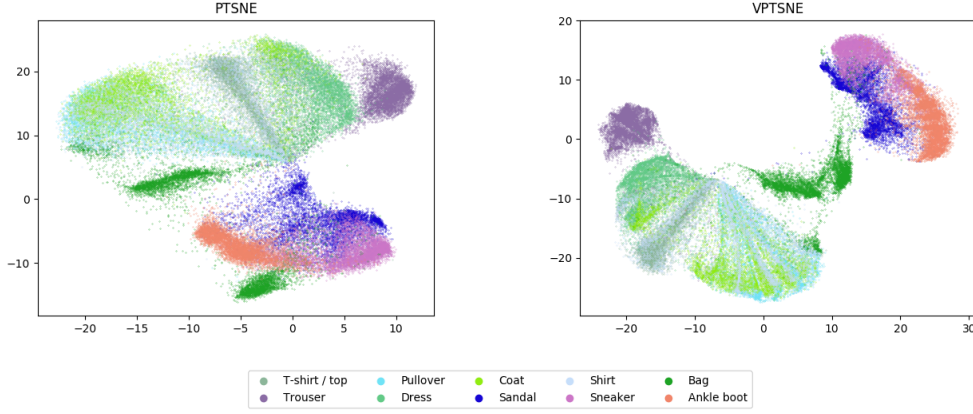 PTSNE
VPTSNE
20
10
0
−10
−20 −15 −10 −5 0 5 10
20
10
0
−10
−20
−20 −10 0 10 20 30
T-shirt / top Pullover Coat Shirt Bag
Trouser Dress Sandal Sneaker Ankle boot